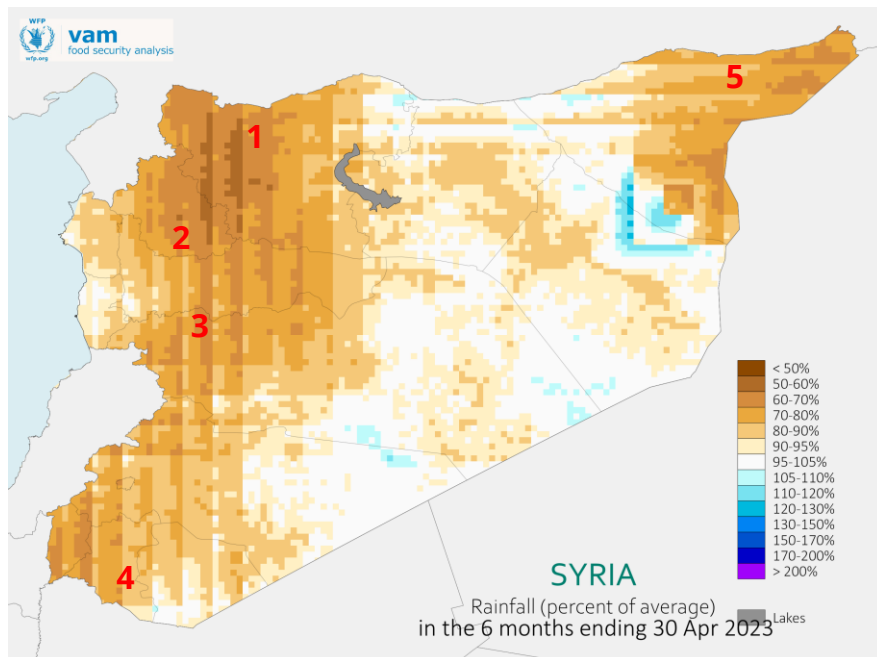 WFP
wfp.org
vam
food security analysis
1
5
2
3
4
< 50%
50-60%
60-70%
70-80%
80-90%
90-95%
95-105%
105-110%
110-120%
120-130%
130-150%
150-170%
170-200%
> 200%
Lakes
SYRIA
Rainfall (percent of average)
in the 6 months ending 30 Apr 2023